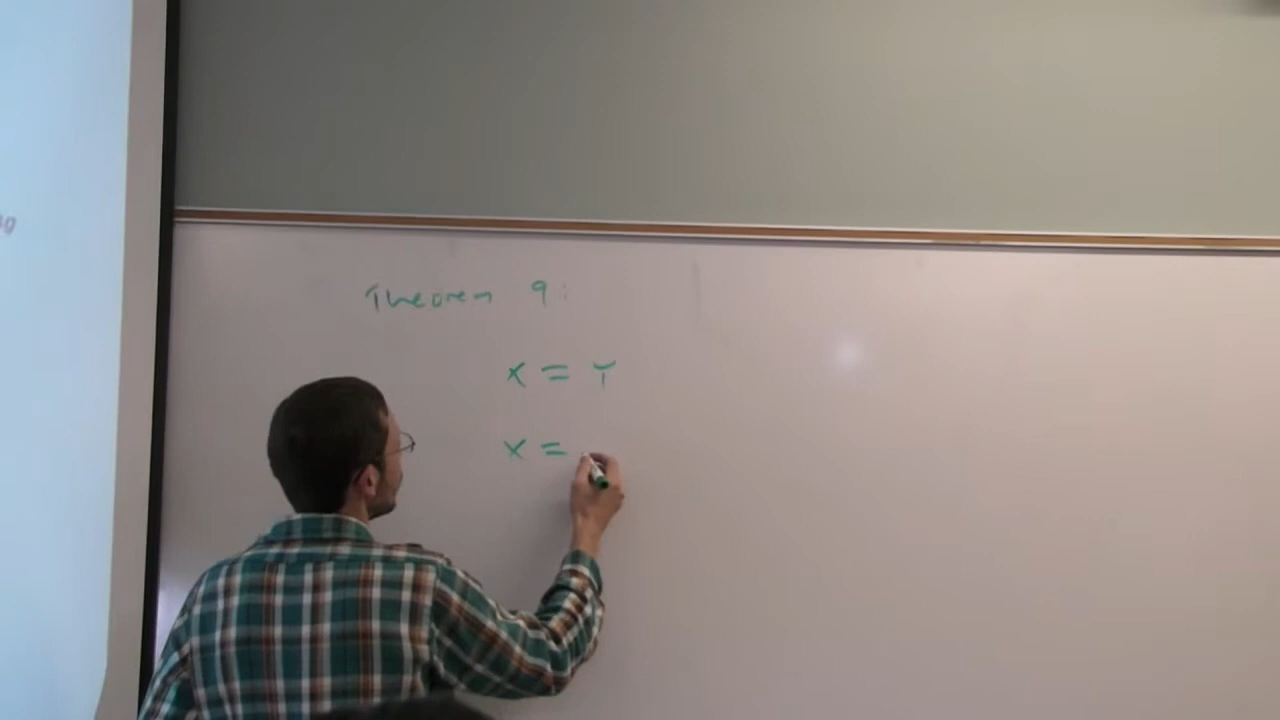 Theorem 9:
x = Y
x =